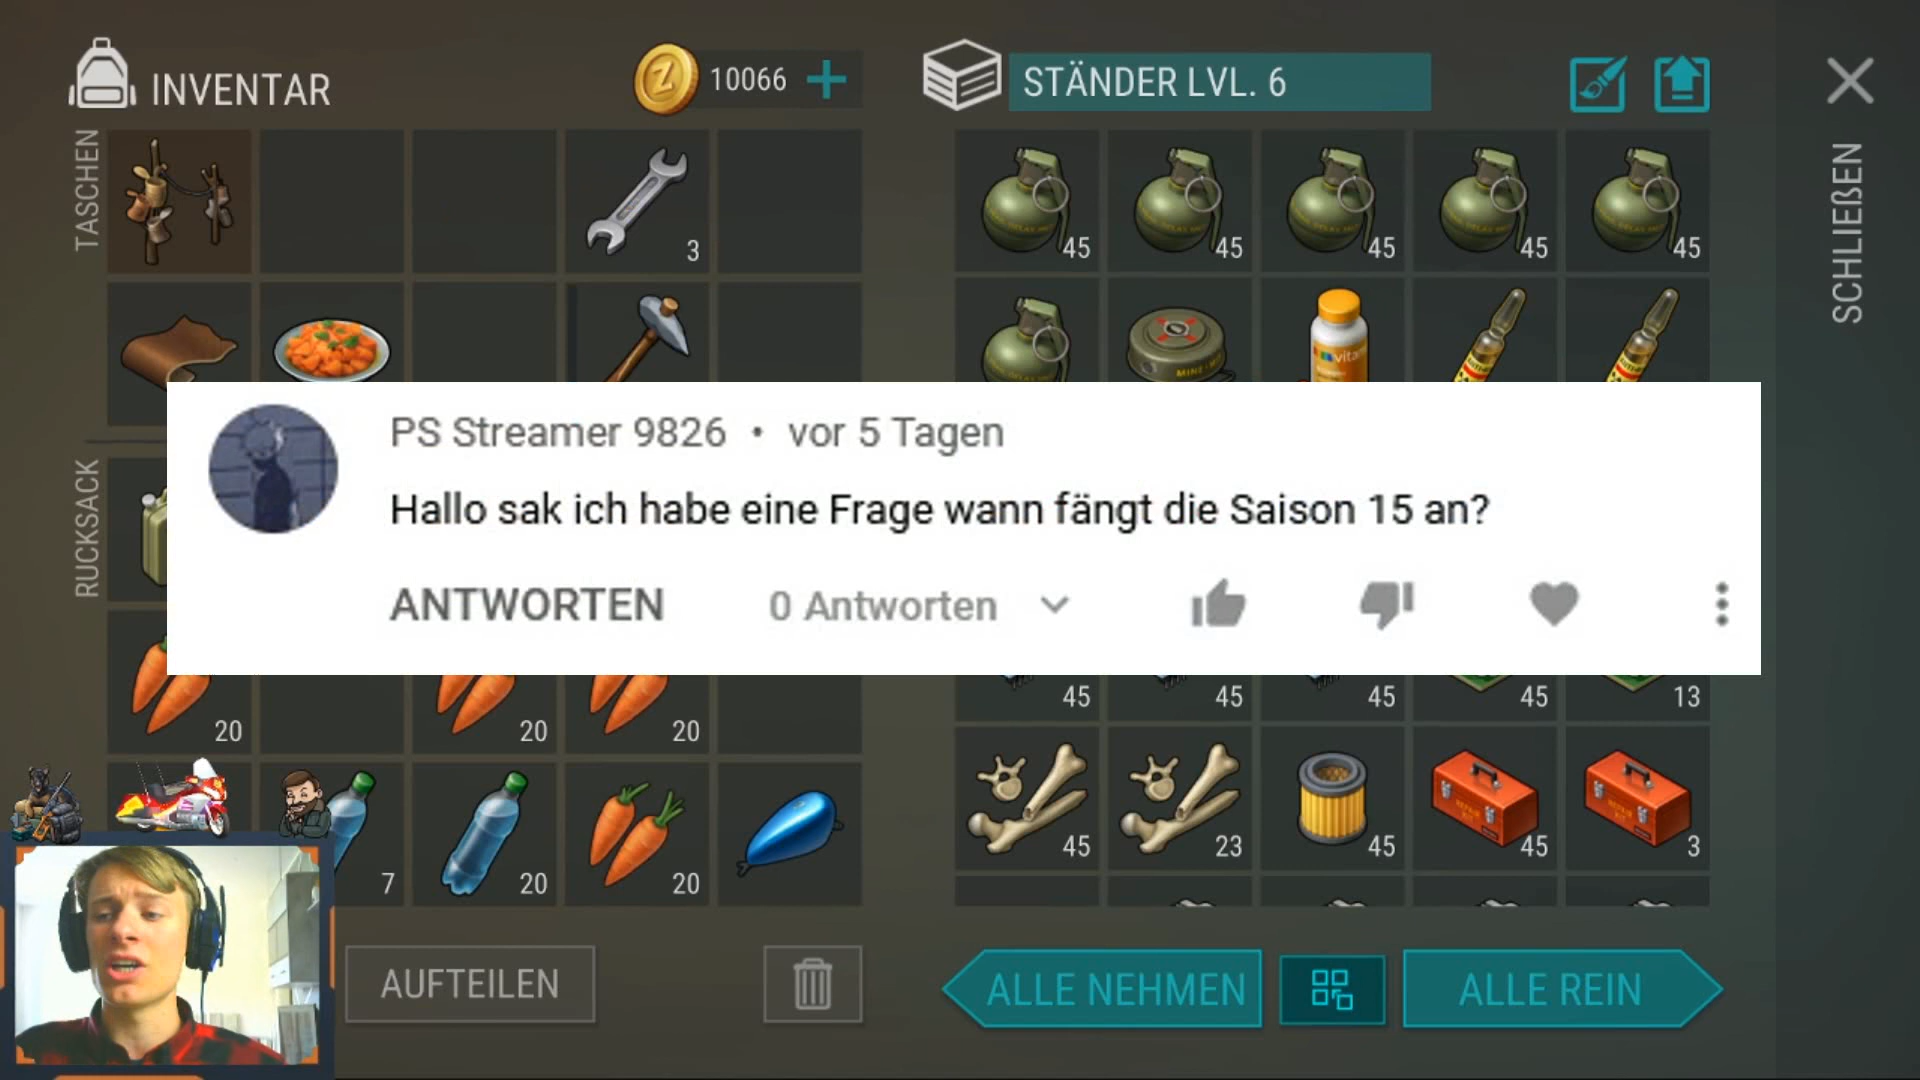 INVENTAR
10066
STÄNDER LVL. 6
TASCHEN
SCHLIEßEN
3
45
45
45
45
45
vita
PS Streamer 9826 • vor 5 Tagen
Hallo sak ich habe eine Frage wann fängt die Saison 15 an?
ANTWORTEN
0 Antworten
RUCKSACK
20
20
20
45
45
45
45
13
7
20
20
45
23
45
45
3
AUFTEILEN
ALLE NEHMEN
ALLE REIN